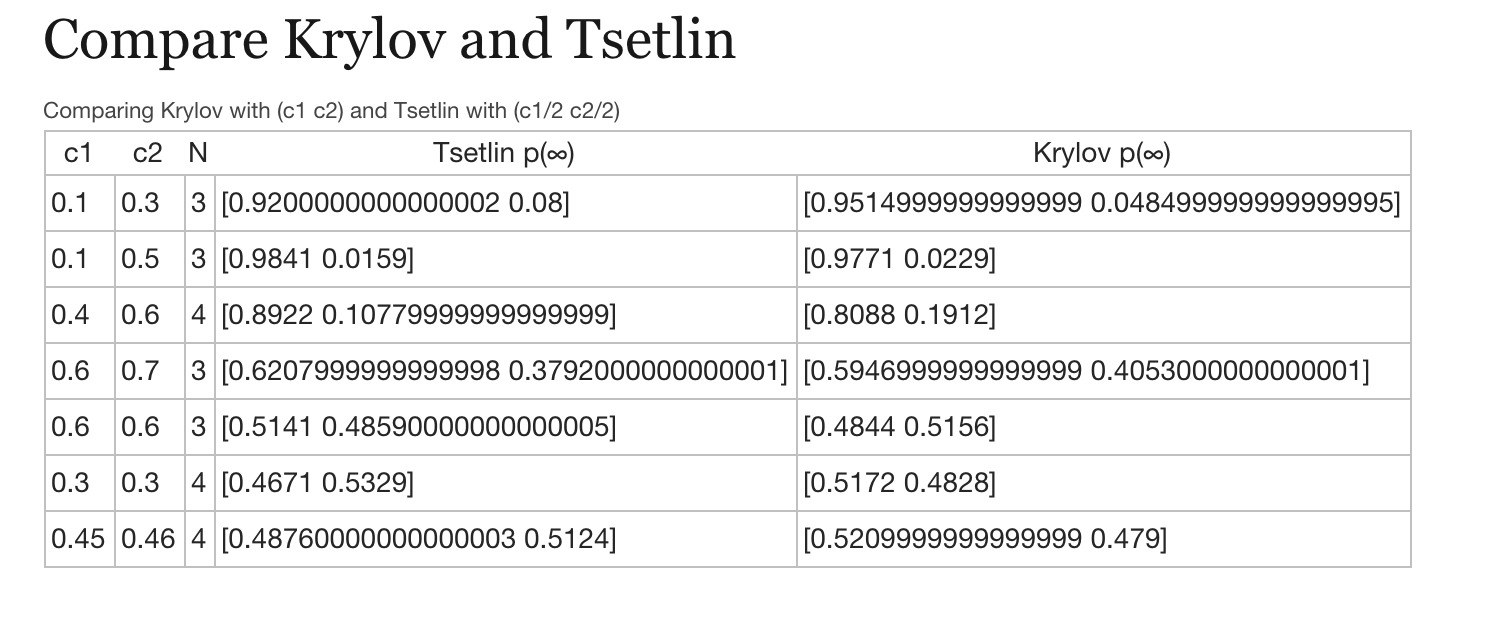 Compare Krylov and Tsetlin
Comparing Krylov with (c1 c2) and Tsetlin with (c1/2 c2/2)
c1 c2 N Tsetlin p(∞) Krylov p(∞)
0.1 0.3 3 [0.9200000000000002 0.08] [0.9514999999999999 0.048499999999999995]
0.1 0.5 3 [0.9841 0.0159] [0.9771 0.0229]
0.4 0.6 4 [0.8922 0.10779999999999999] [0.8088 0.1912]
0.6 0.7 3 [0.6207999999999998 0.3792000000000001] [0.5946999999999999 0.4053000000000001]
0.6 0.6 3 [0.5141 0.48590000000000005] [0.4844 0.5156]
0.3 0.3 4 [0.4671 0.5329] [0.5172 0.4828]
0.45 0.46 4 [0.48760000000000003 0.5124] [0.5209999999999999 0.479]